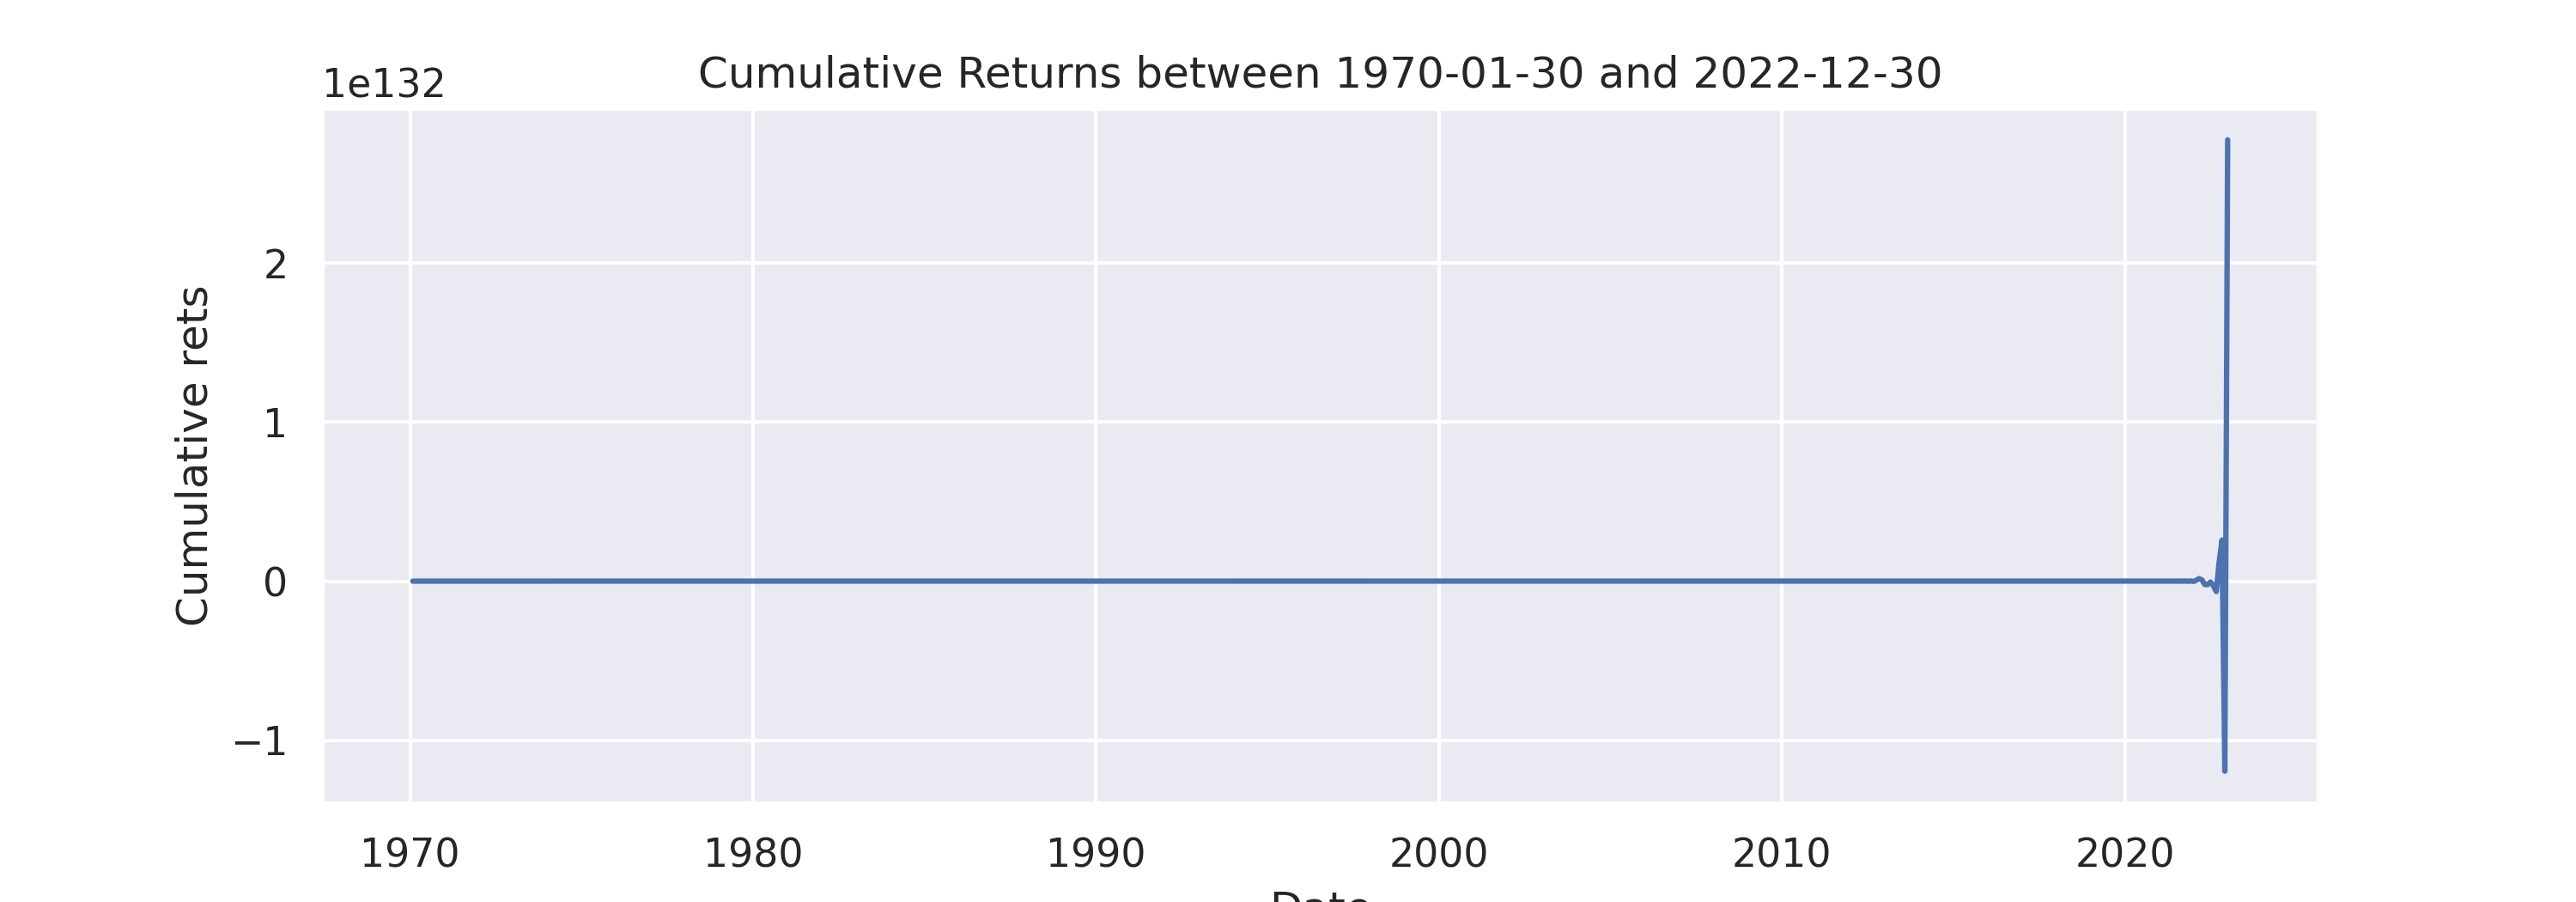 Cumulative Returns between 1970-01-30 and 2022-12-30
1e132
Cumulative rets
2
1
0
−1
1970 1980 1990 2000 2010 2020
Date